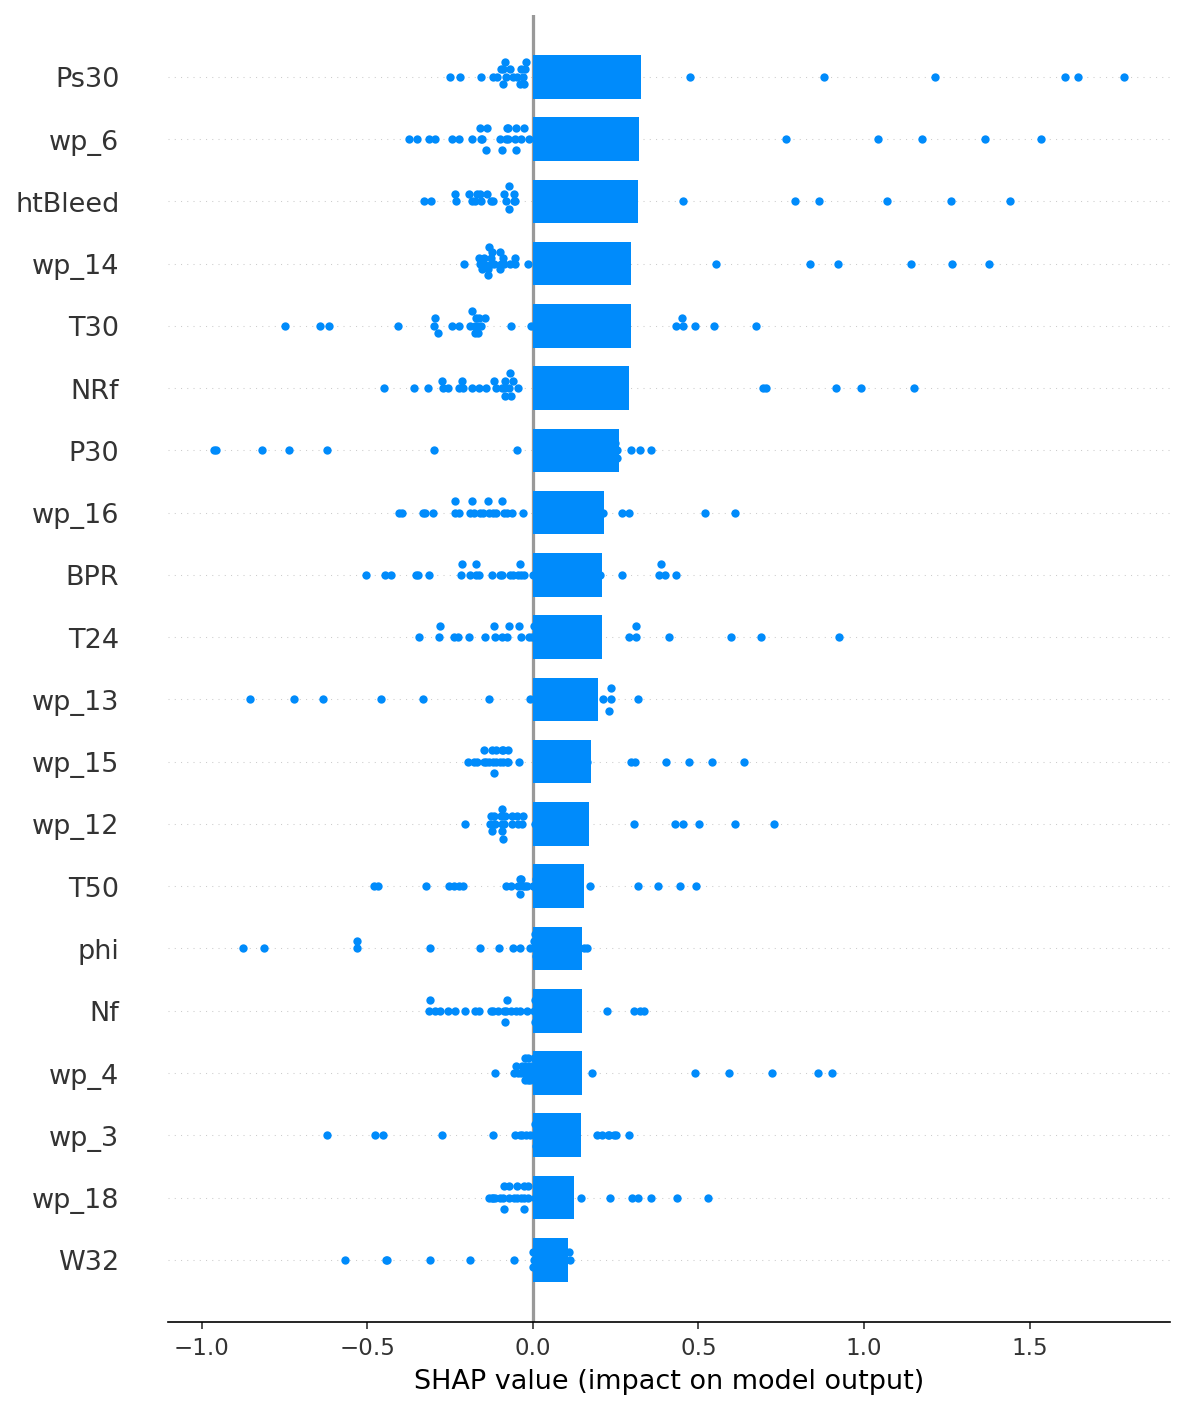 Ps30
wp_6
htBleed
wp_14
T30
NRf
P30
wp_16
BPR
T24
wp_13
wp_15
wp_12
T50
phi
Nf
wp_4
wp_3
wp_18
W32
−1.0 −0.5 0.0 0.5 1.0 1.5
SHAP value (impact on model output)